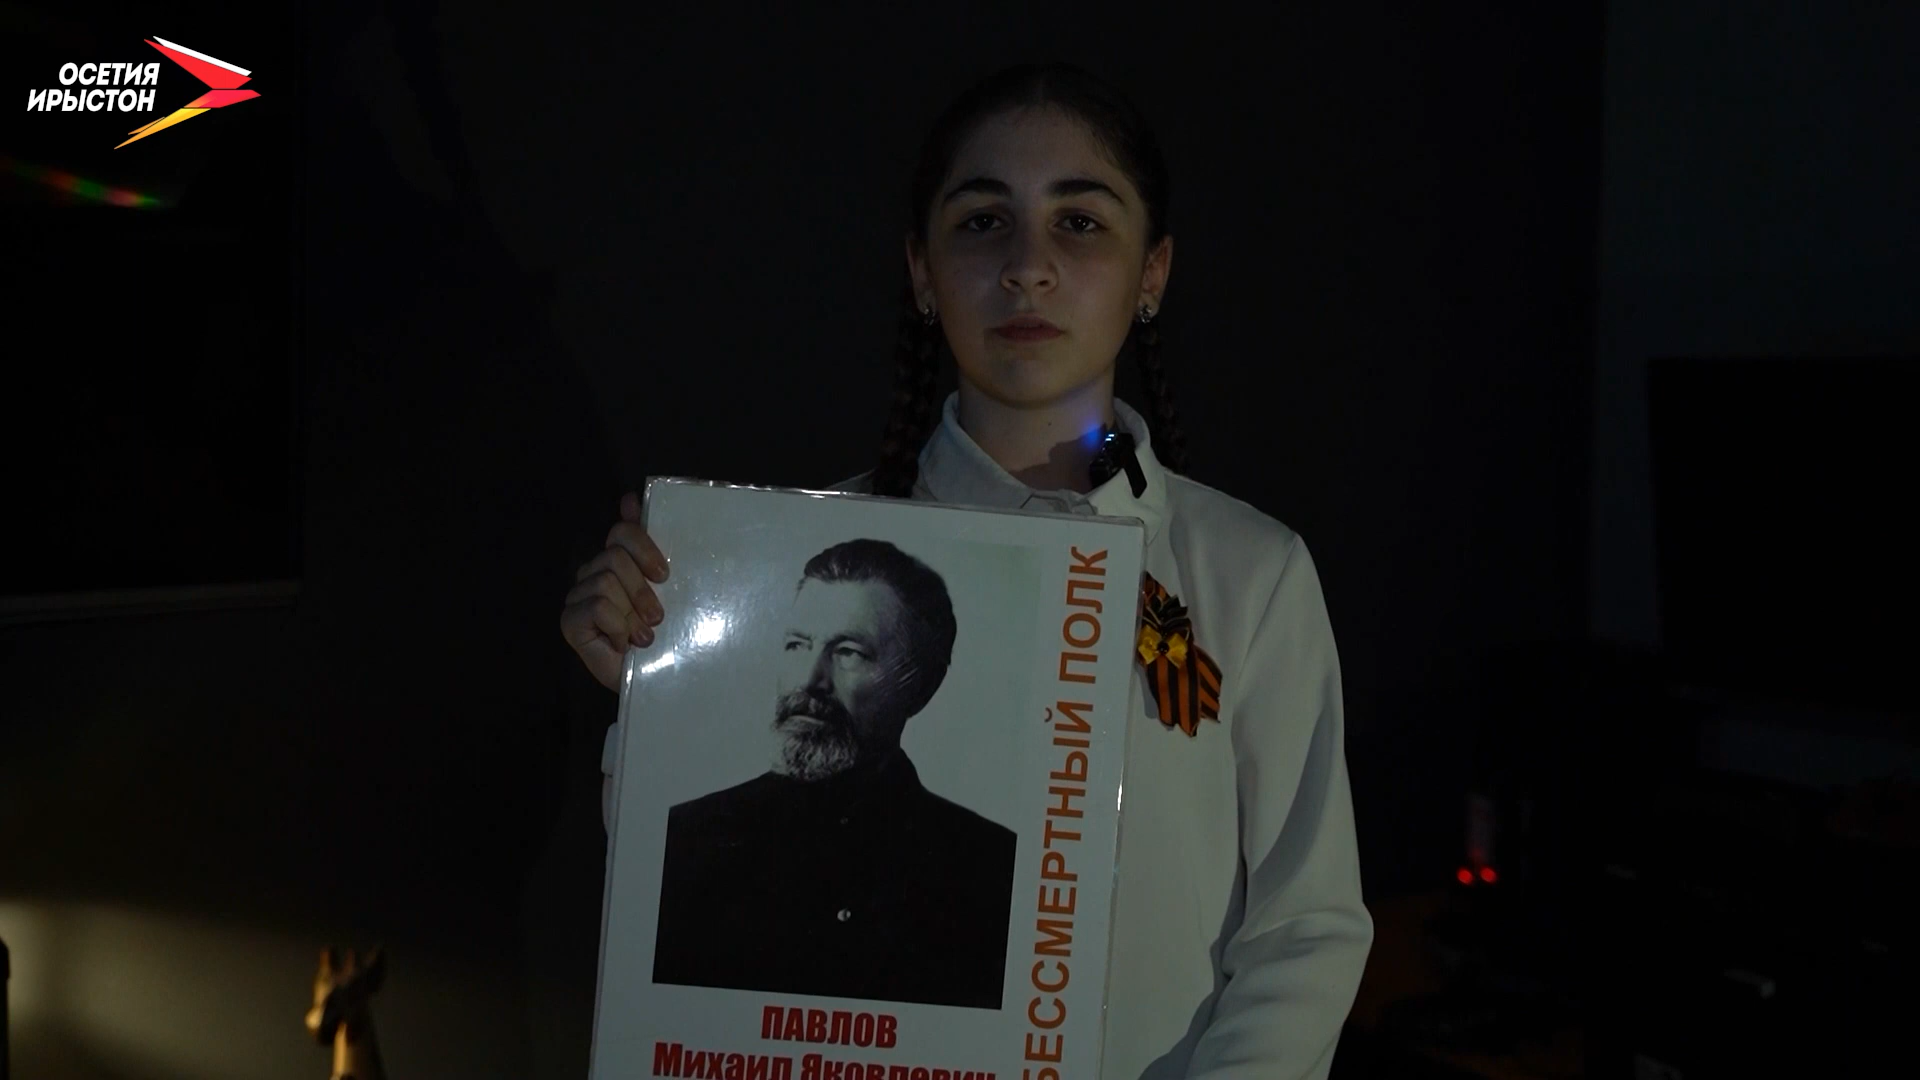 ОСЕТИЯ
ИРЫСТОН
БЕССМЕРТНЫЙ ПОЛК
ПАВЛОВ
Михаил Яковлевич